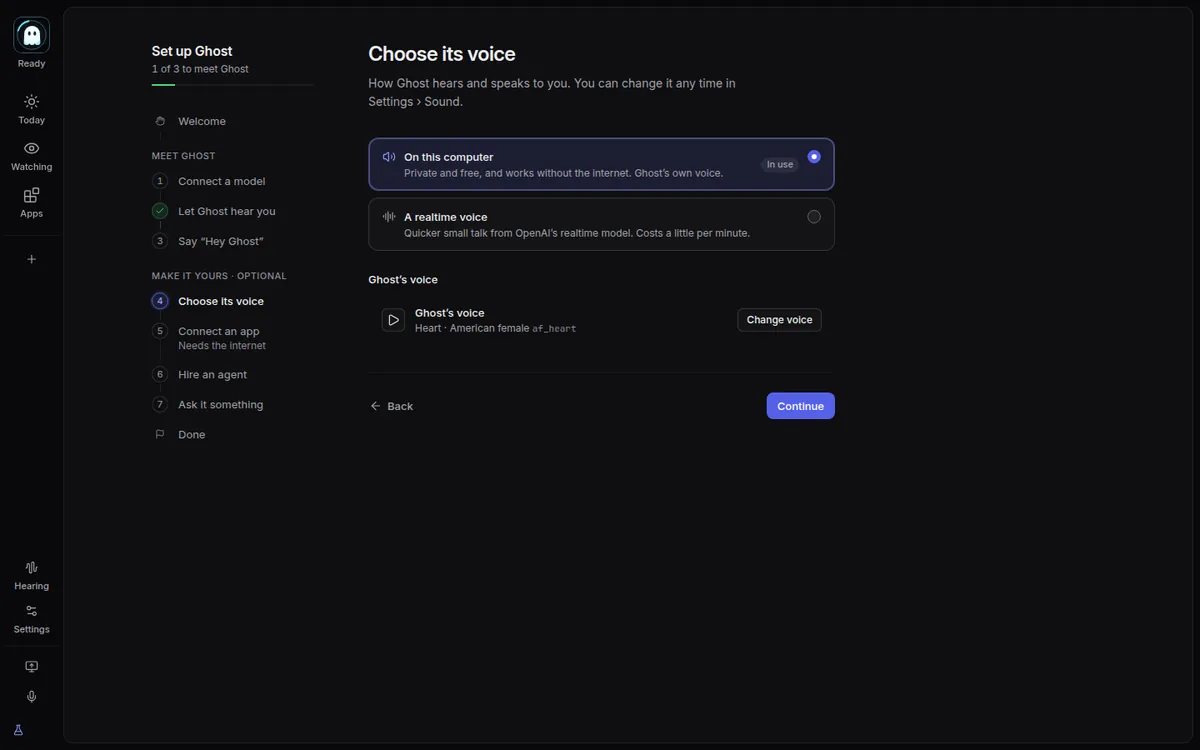 Ready
Today
Watching
Apps
Hearing
Settings
Set up Ghost
1 of 3 to meet Ghost
Welcome
MEET GHOST
1 Connect a model
Let Ghost hear you
3 Say “Hey Ghost”
MAKE IT YOURS · OPTIONAL
4 Choose its voice
5 Connect an app
Needs the internet
6 Hire an agent
7 Ask it something
Done
Choose its voice
How Ghost hears and speaks to you. You can change it any time in
Settings › Sound.
On this computer
Private and free, and works without the internet. Ghost’s own voice.
In use
A realtime voice
Quicker small talk from OpenAI’s realtime model. Costs a little per minute.
Ghost’s voice
Ghost’s voice
Heart · American female af_heart
Change voice
Back
Continue